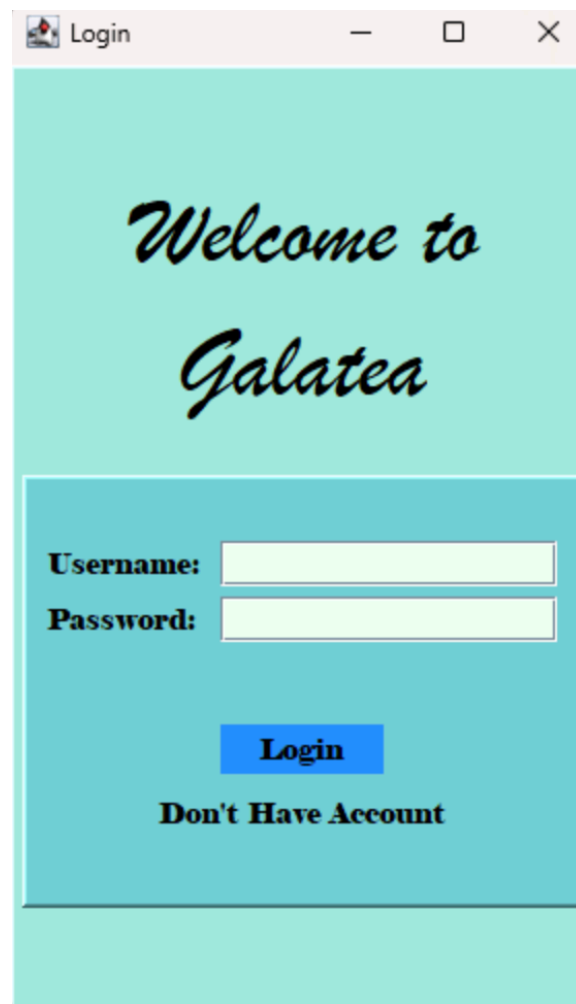 Login
Welcome to
Galatea
Username:
Password:
Login
Don't Have Account